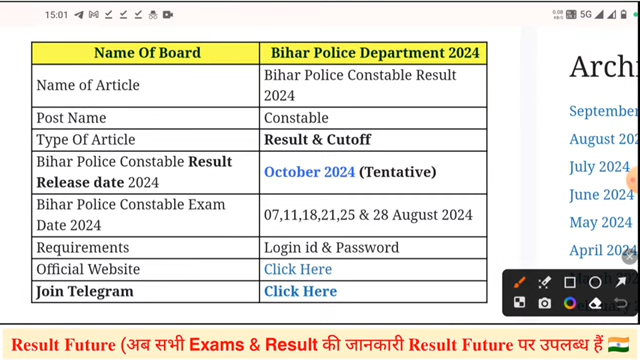 15:01
5G
Name Of Board Bihar Police Department 2024
Name of Article Bihar Police Constable Result 2024
Post Name Constable
Type Of Article Result & Cutoff
Bihar Police Constable Result Release date 2024 October 2024 (Tentative)
Bihar Police Constable Exam Date 2024 07,11,18,21,25 & 28 August 2024
Requirements Login id & Password
Official Website Click Here
Join Telegram Click Here
Archi
September
August 202
July 2024
June 2024
May 2024
April 2024
Result Future (अब सभी Exams & Result की जानकारी Result Future पर उपलब्ध हैं